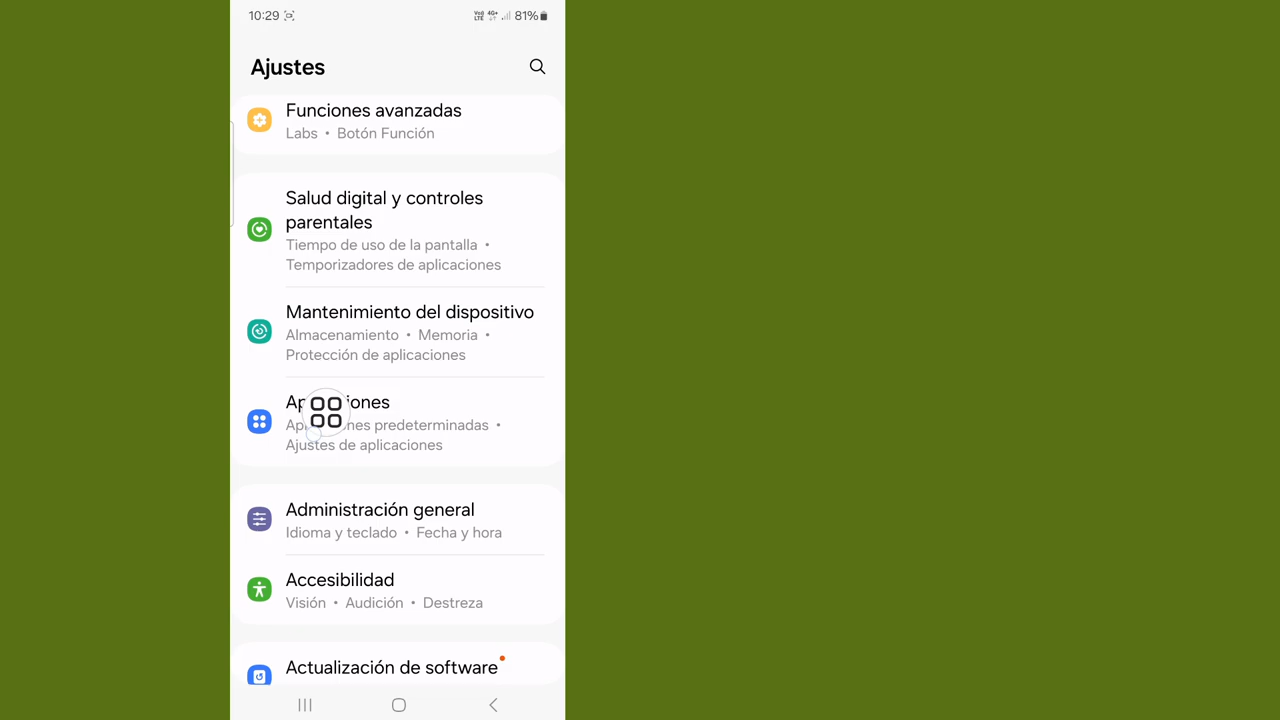 10:29 81%
Ajustes
Funciones avanzadas
Labs • Botón Función
Salud digital y controles
parentales
Tiempo de uso de la pantalla •
Temporizadores de aplicaciones
Mantenimiento del dispositivo
Almacenamiento • Memoria •
Protección de aplicaciones
predeterminadas •
Ajustes de aplicaciones
Administración general
Idioma y teclado • Fecha y hora
Accesibilidad
Visión • Audición • Destreza
Actualización de software